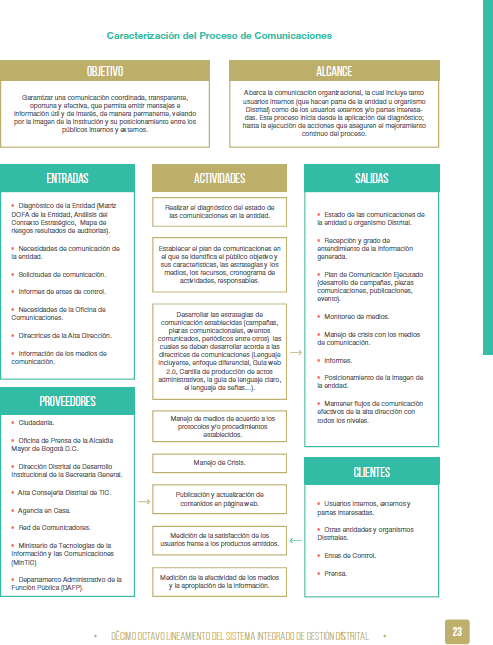 Caracterización del Proceso de Comunicaciones
OBJETIVO
Garantizar una comunicación coordinada, transparente,
oportuna y efectiva, que permita emitir mensajes e
información útil y de interés, de manera permanente, velando
por la imagen de la institución y su posicionamiento entre los
públicos internos y externos.
ALCANCE
Abarca la comunicación organizacional, la cual incluye tanto
usuarios internos (que hacen parte de la entidad u organismo
Distrital) como de los usuarios externos y/o partes interesa-
das. Este proceso inicia desde la aplicación del diagnóstico;
hasta la ejecución de acciones que aseguren el mejoramiento
continuo del proceso.
ENTRADAS
• Diagnóstico de la Entidad (Matriz
DOFA de la Entidad, Análisis del
Contexto Estratégico, Mapa de
riesgos resultados de auditorías).
• Necesidades de comunicación de
la entidad.
• Solicitudes de comunicación.
• Informes de entes de control.
• Necesidades de la Oficina de
Comunicaciones.
• Directrices de la Alta Dirección.
• Información de los medios de
comunicación.
PROVEEDORES
• Ciudadanía.
• Oficina de Prensa de la Alcaldía
Mayor de Bogotá D.C.
• Dirección Distrital de Desarrollo
Institucional de la Secretaría General.
• Alta Consejería Distrital de TIC.
• Agencia en Casa.
• Red de Comunicadores.
• Ministerio de Tecnologías de la
Información y las Comunicaciones
(MinTIC)
• Departamento Administrativo de la
Función Pública (DAFP).
ACTIVIDADES
Realizar el diagnóstico del estado de
las comunicaciones en la entidad.
Establecer el plan de comunicaciones en
el que se identifica el público objetivo y
sus características, las estrategias y los
medios, los recursos, cronograma de
actividades, responsables.
Desarrollar las estrategias de
comunicación establecidas (campañas,
piezas comunicacionales, eventos
comunicados, periódicos entre otros) las
cuales se deben desarrollar acorde a las
directrices de comunicaciones (Lenguaje
incluyente, enfoque diferencial, Guía web
2.0, Cartilla de producción de actos
administrativos, la guía de lenguaje claro,
el lenguaje de señas...).
Manejo de medios de acuerdo a los
protocolos y/o procedimientos
establecidos.
Manejo de Crisis.
Publicación y actualización de
contenidos en página web.
Medición de la satisfacción de los
usuarios frente a los productos emitidos.
Medición de la efectividad de los medios
y la apropiación de la información.
SALIDAS
• Estado de las comunicaciones de
la entidad u organismo Distrital.
• Recepción y grado de
entendimiento de la información
generada.
• Plan de Comunicación Ejecutado
(desarrollo de campañas, piezas
comunicaciones, publicaciones,
evento).
• Monitoreo de medios.
• Manejo de crisis con los medios
de comunicación.
• Informes.
• Posicionamiento de la imagen de
la entidad.
• Mantener flujos de comunicación
efectivos de la alta dirección con
todos los niveles.
CLIENTES
• Usuarios internos, externos y
partes interesadas.
• Otras entidades y organismos
Distritales.
• Entes de Control.
• Prensa.
• DÉCIMO OCTAVO LINEAMIENTO DEL SISTEMA INTEGRADO DE GESTIÓN DISTRITAL •
23